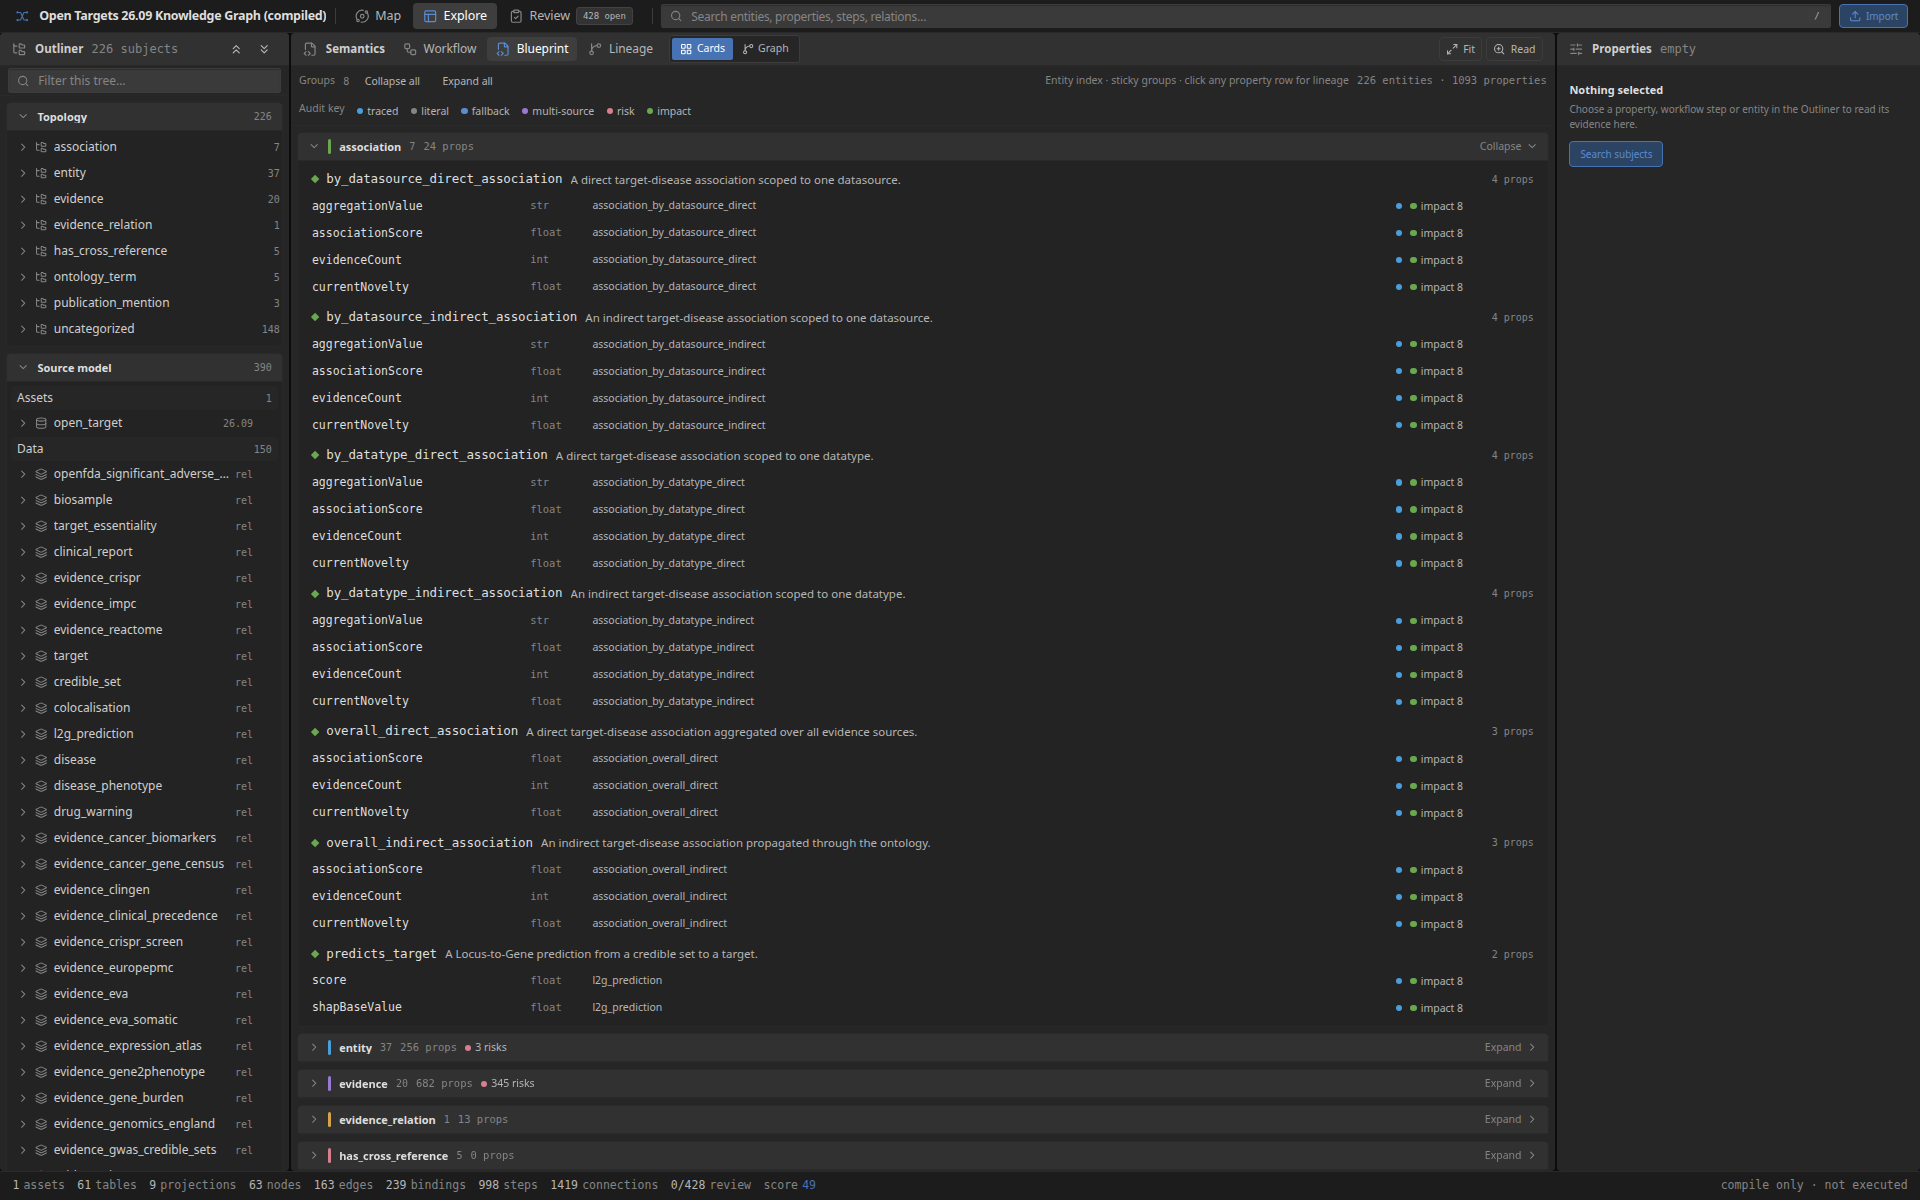 Open Targets 26.09 Knowledge Graph (compiled)
Map
Explore
Review 428 open
Search entities, properties, steps, relations...
/
Import
Outliner 226 subjects
Filter this tree...
Topology 226
association 7
entity 37
evidence 20
evidence_relation 1
has_cross_reference 5
ontology_term 5
publication_mention 3
uncategorized 148
Source model 390
Assets 1
open_target 26.09
Data 150
openfda_significant_adverse_... rel
biosample rel
target_essentiality rel
clinical_report rel
evidence_crispr rel
evidence_impc rel
evidence_reactome rel
target rel
credible_set rel
colocalisation rel
l2g_prediction rel
disease rel
disease_phenotype rel
drug_warning rel
evidence_cancer_biomarkers rel
evidence_cancer_gene_census rel
evidence_clingen rel
evidence_clinical_precedence rel
evidence_crispr_screen rel
evidence_europepmc rel
evidence_eva rel
evidence_eva_somatic rel
evidence_expression_atlas rel
evidence_gene2phenotype rel
evidence_gene_burden rel
evidence_genomics_england rel
evidence_gwas_credible_sets rel
Semantics
Workflow
Blueprint
Lineage
Cards
Graph
Fit
Read
Groups 8 Collapse all Expand all
Entity index · sticky groups · click any property row for lineage 226 entities · 1093 properties
Audit key traced literal fallback multi-source risk impact
association 7 24 props Collapse
by_datasource_direct_association A direct target-disease association scoped to one datasource. 4 props
aggregationValue str association_by_datasource_direct impact 8
associationScore float association_by_datasource_direct impact 8
evidenceCount int association_by_datasource_direct impact 8
currentNovelty float association_by_datasource_direct impact 8
by_datasource_indirect_association An indirect target-disease association scoped to one datasource. 4 props
aggregationValue str association_by_datasource_indirect impact 8
associationScore float association_by_datasource_indirect impact 8
evidenceCount int association_by_datasource_indirect impact 8
currentNovelty float association_by_datasource_indirect impact 8
by_datatype_direct_association A direct target-disease association scoped to one datatype. 4 props
aggregationValue str association_by_datatype_direct impact 8
associationScore float association_by_datatype_direct impact 8
evidenceCount int association_by_datatype_direct impact 8
currentNovelty float association_by_datatype_direct impact 8
by_datatype_indirect_association An indirect target-disease association scoped to one datatype. 4 props
aggregationValue str association_by_datatype_indirect impact 8
associationScore float association_by_datatype_indirect impact 8
evidenceCount int association_by_datatype_indirect impact 8
currentNovelty float association_by_datatype_indirect impact 8
overall_direct_association A direct target-disease association aggregated over all evidence sources. 3 props
associationScore float association_overall_direct impact 8
evidenceCount int association_overall_direct impact 8
currentNovelty float association_overall_direct impact 8
overall_indirect_association An indirect target-disease association propagated through the ontology. 3 props
associationScore float association_overall_indirect impact 8
evidenceCount int association_overall_indirect impact 8
currentNovelty float association_overall_indirect impact 8
predicts_target A Locus-to-Gene prediction from a credible set to a target. 2 props
score float l2g_prediction impact 8
shapBaseValue float l2g_prediction impact 8
entity 37 256 props 3 risks Expand
evidence 20 682 props 345 risks Expand
evidence_relation 1 13 props Expand
has_cross_reference 5 0 props Expand
Properties empty
Nothing selected
Choose a property, workflow step or entity in the Outliner to read its
evidence here.
Search subjects
1 assets 61 tables 9 projections 63 nodes 163 edges 239 bindings 998 steps 1419 connections 0/428 review score 49
compile only · not executed